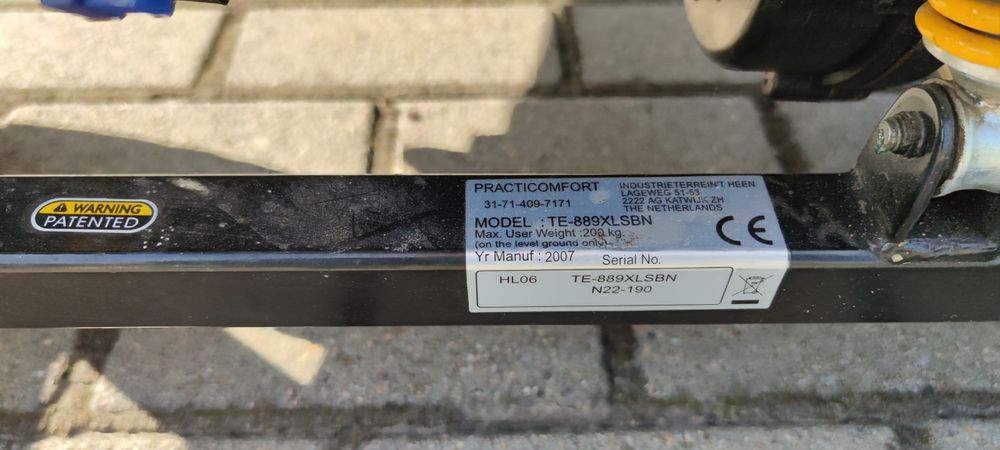 WARNING
PATENTED
PRACTICOMFORT
31-71-409-7171
INDUSTRIETERREIN'T HEEN
LAGEWEG 51-53
2222 AG KATWIJK ZH
THE NETHERLANDS
MODEL : TE-889XLSBN
Max. User Weight :200 kg.
(on the level ground only)
CE
Yr Manuf : 2007 Serial No.
HL06 TE-889XLSBN
N22-190